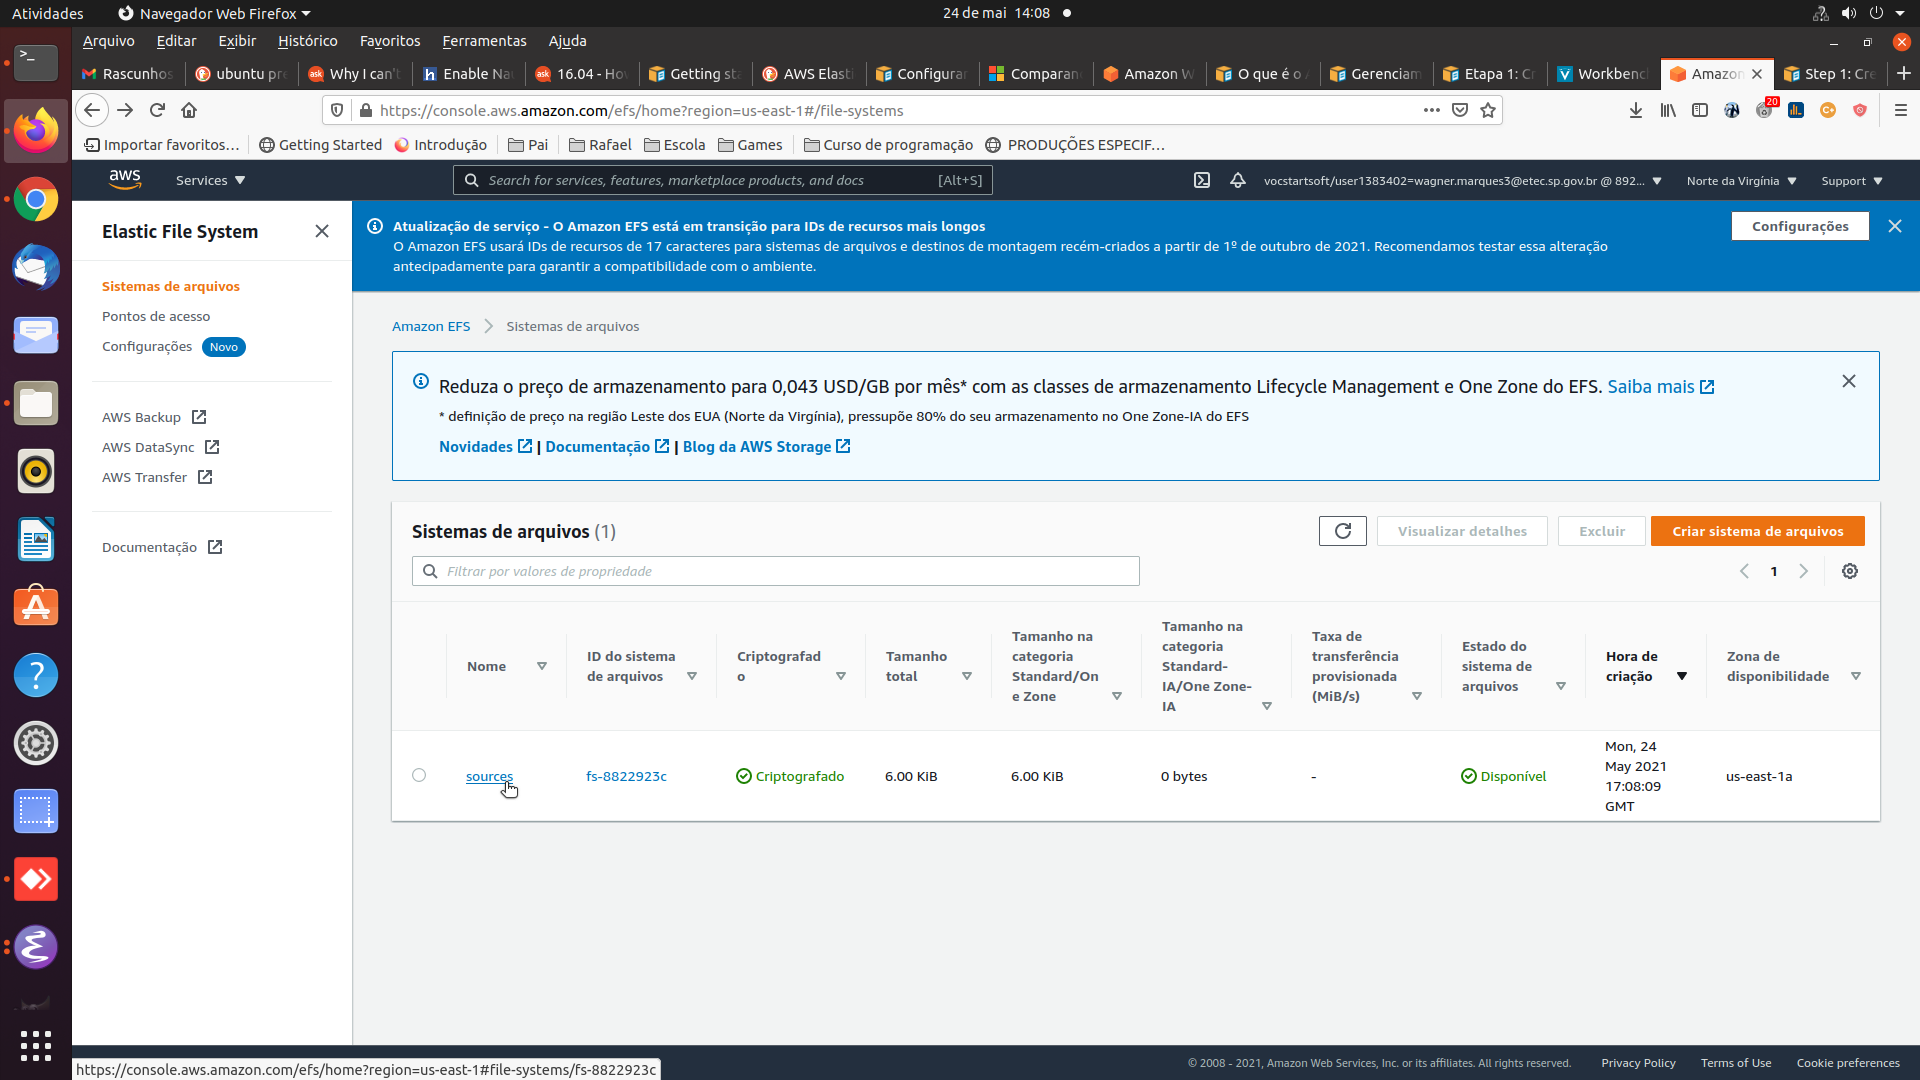 Atividades
Navegador Web Firefox
24 de mai 14:08
Arquivo Editar Exibir Histórico Favoritos Ferramentas Ajuda
Rascunhos
ubuntu pr
Why I can't
Enable Na
16.04 - Ho
Getting st
AWS Elasti
Configurar
Comparan
Amazon W
O que é o
Gerenciam
Etapa 1: Cr
Workbenc
Amazon
Step 1: Cre
https://console.aws.amazon.com/efs/home?region=us-east-1#/file-systems
20
Importar favoritos... Getting Started Introdução Pai Rafael Escola Games Curso de programação PRODUÇÕES ESPECIF...
aws
Services
Search for services, features, marketplace products, and docs [Alt+S]
vocstartsoft/user1383402=wagner.marques3@etec.sp.gov.br @ 892...
Norte da Virgínia
Support
Elastic File System
Sistemas de arquivos
Pontos de acesso
Configurações Novo
AWS Backup
AWS DataSync
AWS Transfer
Documentação
Atualização de serviço - O Amazon EFS está em transição para IDs de recursos mais longos
O Amazon EFS usará IDs de recursos de 17 caracteres para sistemas de arquivos e destinos de montagem recém-criados a partir de 1º de outubro de 2021. Recomendamos testar essa alteração
antecipadamente para garantir a compatibilidade com o ambiente.
Configurações
Amazon EFS
Sistemas de arquivos
Reduza o preço de armazenamento para 0,043 USD/GB por mês* com as classes de armazenamento Lifecycle Management e One Zone do EFS. Saiba mais
* definição de preço na região Leste dos EUA (Norte da Virgínia), pressupõe 80% do seu armazenamento no One Zone-IA do EFS
Novidades | Documentação | Blog da AWS Storage
Sistemas de arquivos (1)
Visualizar detalhes
Excluir
Criar sistema de arquivos
Filtrar por valores de propriedade
1
Nome
ID do sistema
de arquivos
Criptografad
o
Tamanho
total
Tamanho na
categoria
Standard/On
e Zone
Tamanho na
categoria
Standard-
IA/One Zone-
IA
Taxa de
transferência
provisionada
(MiB/s)
Estado do
sistema de
arquivos
Hora de
criação
Zona de
disponibilidade
sources
fs-8822923c
Criptografado
6.00 KiB
6.00 KiB
0 bytes
-
Disponível
Mon, 24
May 2021
17:08:09
GMT
us-east-1a
© 2008 - 2021, Amazon Web Services, Inc. or its affiliates. All rights reserved.
Privacy Policy
Terms of Use
Cookie preferences
https://console.aws.amazon.com/efs/home?region=us-east-1#file-systems/fs-8822923c